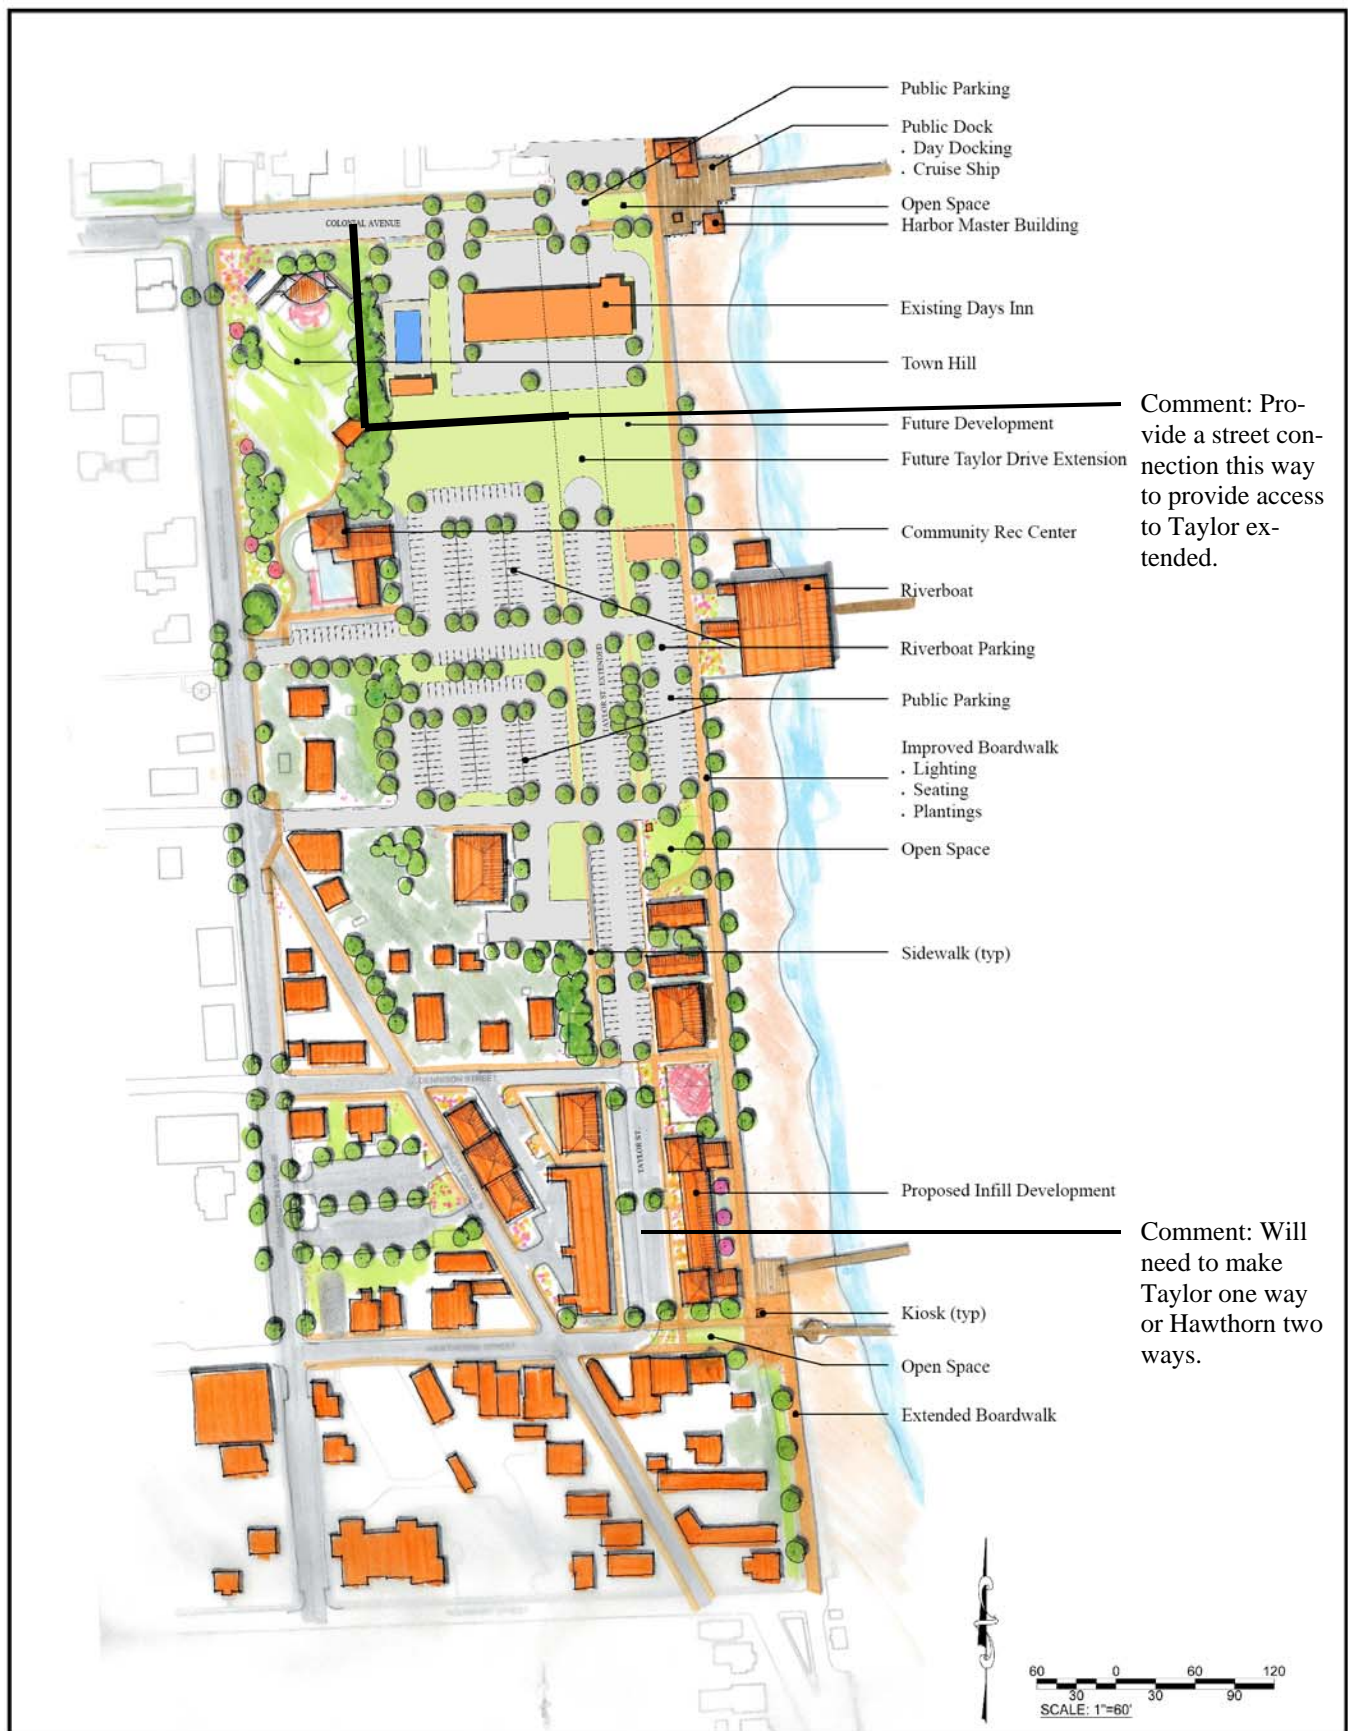 Public Parking
Public Dock
. Day Docking
. Cruise Ship
Open Space
Harbor Master Building
COLONIAL AVENUE
Existing Days Inn
Town Hill
Comment: Pro-
vide a street con-
nection this way
to provide access
to Taylor ex-
tended.
Future Development
Future Taylor Drive Extension
Community Rec Center
Riverboat
Riverboat Parking
TAYLOR ST. EXTENDED
Public Parking
Improved Boardwalk
. Lighting
. Seating
. Plantings
Open Space
Sidewalk (typ)
DENNISON STREET
TAYLOR ST.
Proposed Infill Development
Comment: Will
need to make
Taylor one way
or Hawthorn two
ways.
Kiosk (typ)
HAWTHORN STREET
Open Space
Extended Boardwalk
60 0 60 120
30 30 90
SCALE: 1"=60'